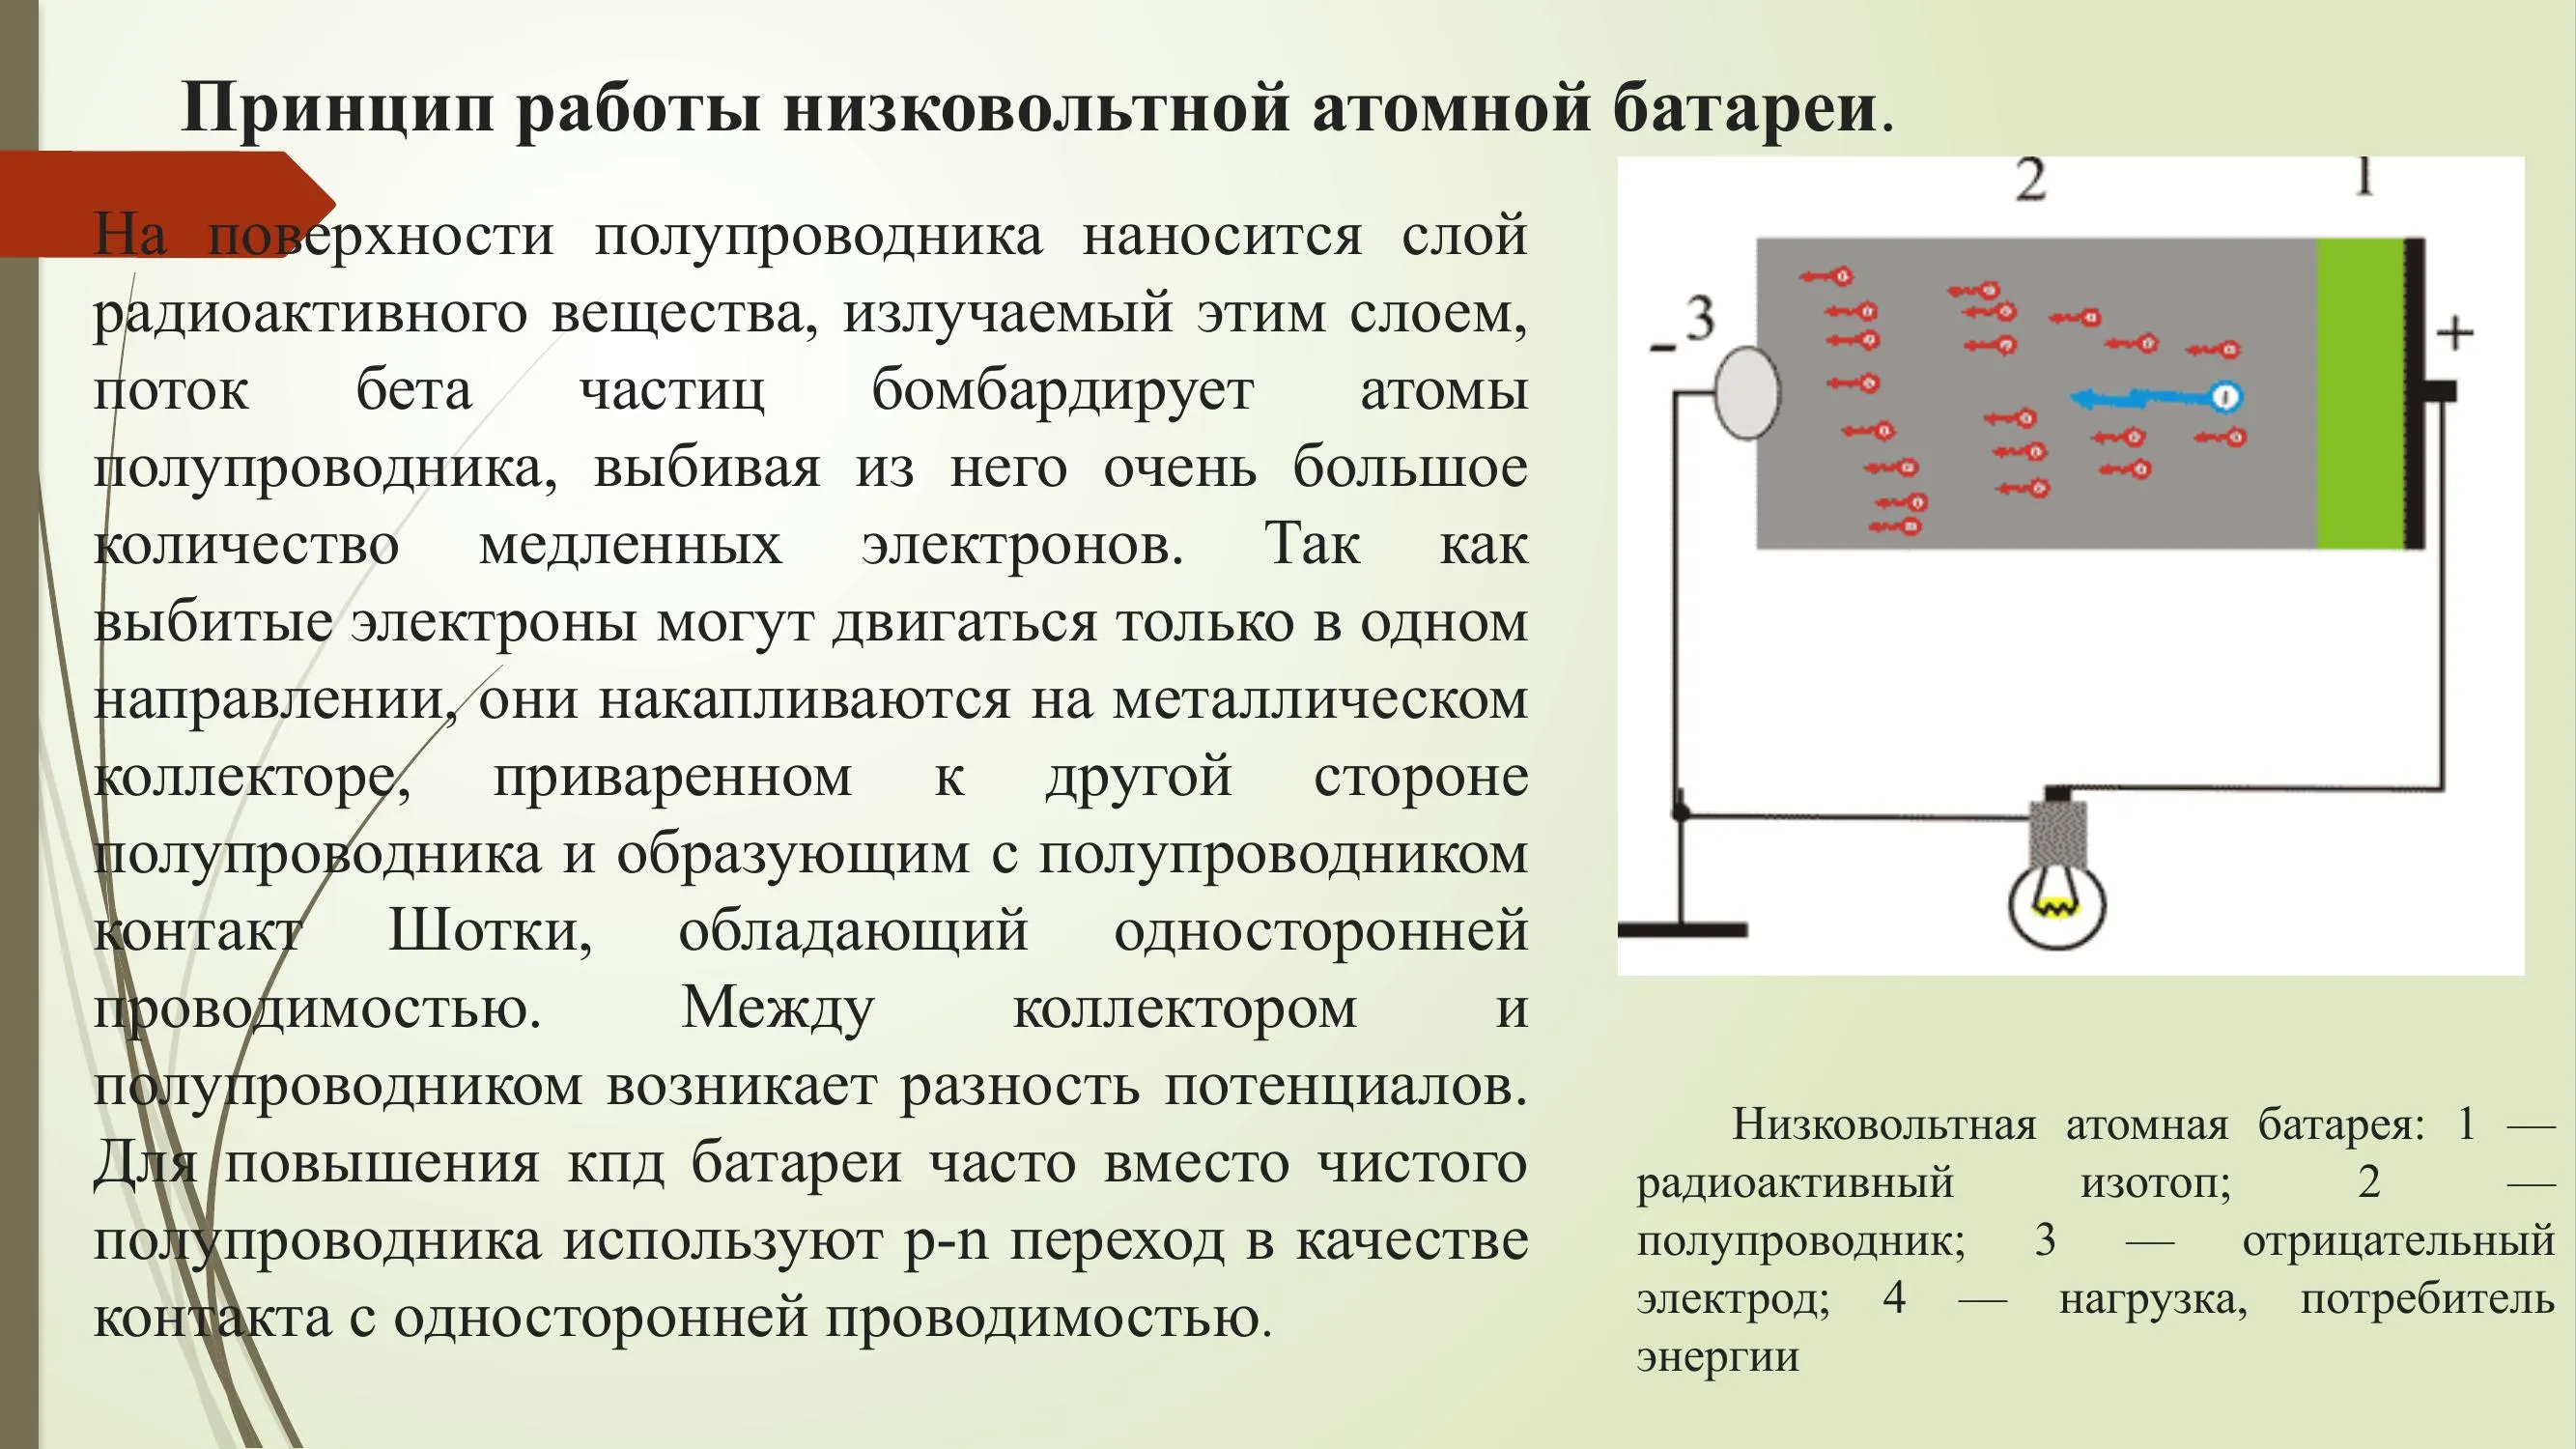 Принцип работы низковольтной атомной батареи.
На поверхности полупроводника наносится слой
радиоактивного вещества, излучаемый этим слоем,
поток бета частиц бомбардирует атомы
полупроводника, выбивая из него очень большое
количество медленных электронов. Так как
выбитые электроны могут двигаться только в одном
направлении, они накапливаются на металлическом
коллекторе, приваренном к другой стороне
полупроводника и образующим с полупроводником
контакт Шотки, обладающий односторонней
проводимостью. Между коллектором и
полупроводником возникает разность потенциалов.
Для повышения кпд батареи часто вместо чистого
полупроводника используют p-n переход в качестве
контакта с односторонней проводимостью.
2 1
- 3 +
Низковольтная атомная батарея: 1 —
радиоактивный изотоп; 2 —
полупроводник; 3 — отрицательный
электрод; 4 — нагрузка, потребитель
энергии